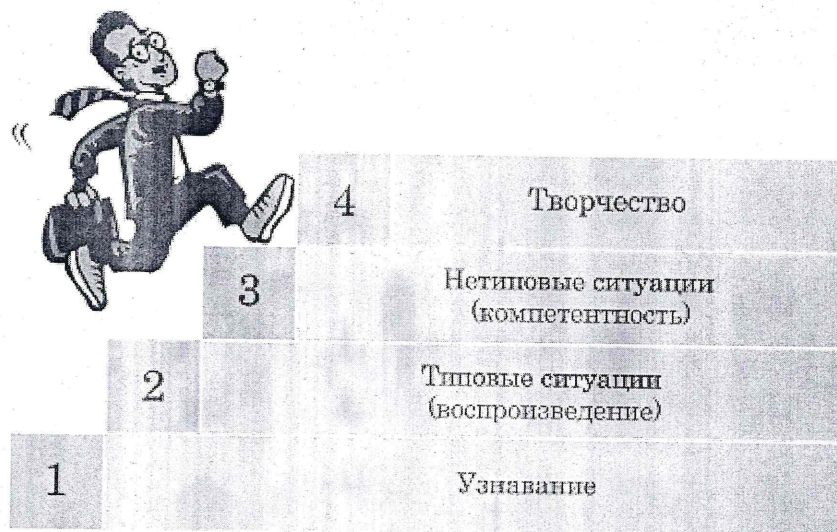 4 Творчество
3 Нетиповые ситуации
(компетентность)
2 Типовые ситуации
(воспроизведение)
1 Узнавание